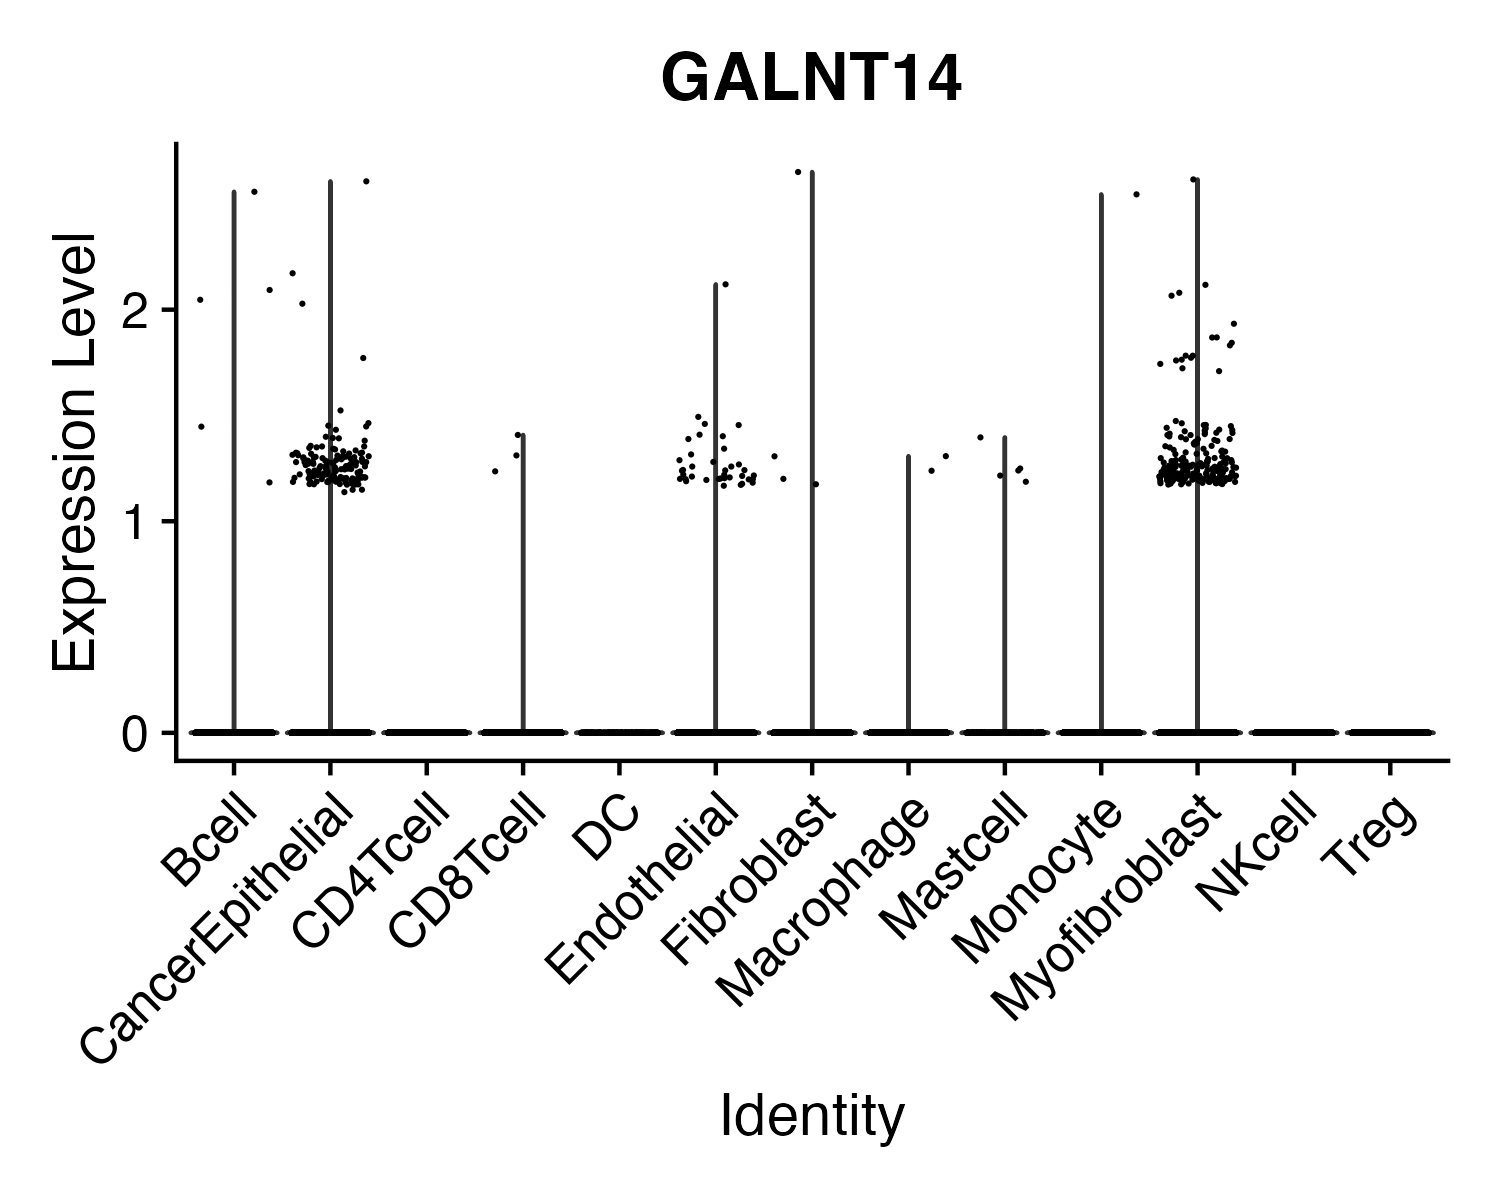 GALNT14
Expression Level
2
1
0
Bcell
CancerEpithelial
CD4Tcell
CD8Tcell
DC
Endothelial
Fibroblast
Macrophage
Mastcell
Monocyte
Myofibroblast
NKcell
Treg
Identity